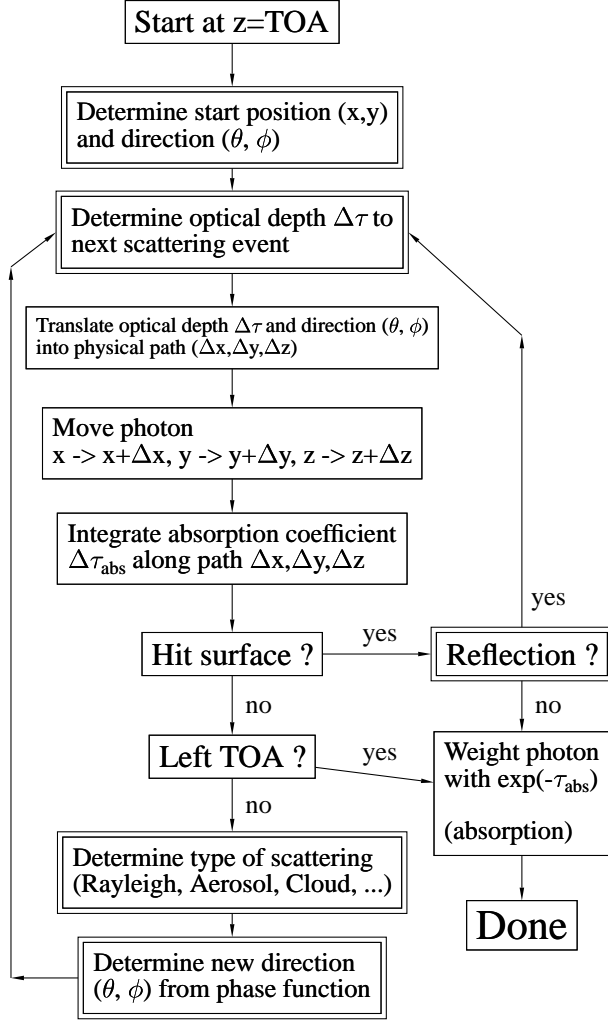 Start at z=TOA
Determine start position (x,y)
and direction (θ, ϕ)
Determine optical depth Δτ to
next scattering event
Translate optical depth Δτ and direction (θ, ϕ)
into physical path (Δx,Δy,Δz)
Move photon
x -> x+Δx, y -> y+Δy, z -> z+Δz
Integrate absorption coefficient
Δτabs along path Δx,Δy,Δz
yes
Hit surface ?
yes
Reflection ?
no
no
Left TOA ?
yes
Weight photon
with exp(-τabs)
(absorption)
no
Determine type of scattering
(Rayleigh, Aerosol, Cloud, ...)
Done
Determine new direction
(θ, ϕ) from phase function